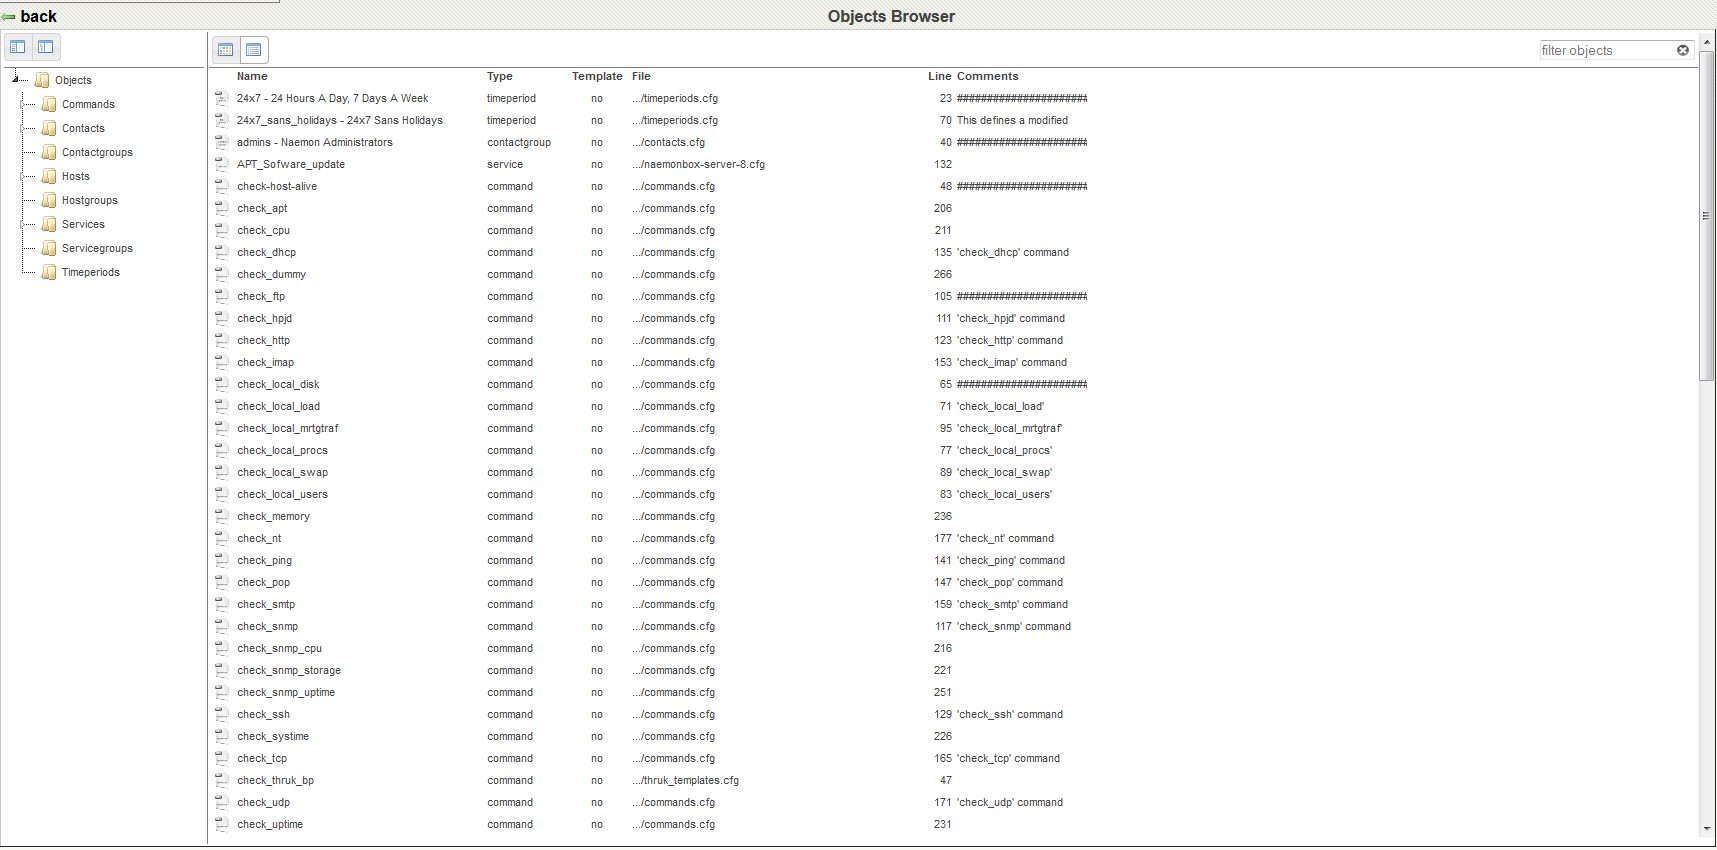 back
Objects Browser
filter objects
Objects
Commands
Contacts
Contactgroups
Hosts
Hostgroups
Services
Servicegroups
Timeperiods
Name Type Template File Line Comments
24x7 - 24 Hours A Day, 7 Days A Week timeperiod no .../timeperiods.cfg 23 ######################
24x7_sans_holidays - 24x7 Sans Holidays timeperiod no .../timeperiods.cfg 70 This defines a modified
admins - Naemon Administrators contactgroup no .../contacts.cfg 40 ######################
APT_Sofware_update service no .../naemonbox-server-8.cfg 132
check-host-alive command no .../commands.cfg 48 ######################
check_apt command no .../commands.cfg 206
check_cpu command no .../commands.cfg 211
check_dhcp command no .../commands.cfg 135 'check_dhcp' command
check_dummy command no .../commands.cfg 266
check_ftp command no .../commands.cfg 105 ######################
check_hpjd command no .../commands.cfg 111 'check_hpjd' command
check_http command no .../commands.cfg 123 'check_http' command
check_imap command no .../commands.cfg 153 'check_imap' command
check_local_disk command no .../commands.cfg 65 ######################
check_local_load command no .../commands.cfg 71 'check_local_load'
check_local_mrtgtraf command no .../commands.cfg 95 'check_local_mrtgtraf'
check_local_procs command no .../commands.cfg 77 'check_local_procs'
check_local_swap command no .../commands.cfg 89 'check_local_swap'
check_local_users command no .../commands.cfg 83 'check_local_users'
check_memory command no .../commands.cfg 236
check_nt command no .../commands.cfg 177 'check_nt' command
check_ping command no .../commands.cfg 141 'check_ping' command
check_pop command no .../commands.cfg 147 'check_pop' command
check_smtp command no .../commands.cfg 159 'check_smtp' command
check_snmp command no .../commands.cfg 117 'check_snmp' command
check_snmp_cpu command no .../commands.cfg 216
check_snmp_storage command no .../commands.cfg 221
check_snmp_uptime command no .../commands.cfg 251
check_ssh command no .../commands.cfg 129 'check_ssh' command
check_systime command no .../commands.cfg 226
check_tcp command no .../commands.cfg 165 'check_tcp' command
check_thruk_bp command no .../thruk_templates.cfg 47
check_udp command no .../commands.cfg 171 'check_udp' command
check_uptime command no .../commands.cfg 231